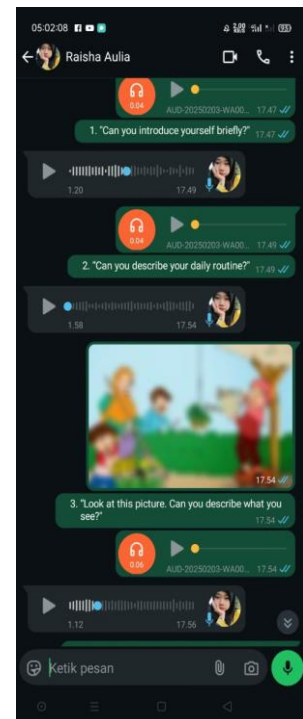 05:02:08
Raisha Aulia
0.04
AUD-20250203-WA00... 17.47
1. "Can you introduce yourself briefly?" 17.47
1.20 17.49
0.04
AUD-20250203-WA00... 17.49
2. "Can you describe your daily routine?" 17.49
1.58 17.54
17.54
3. "Look at this picture. Can you describe what you
see?"
17.54
0.06
AUD-20250203-WA00... 17.54
1.12 17.56
Ketik pesan